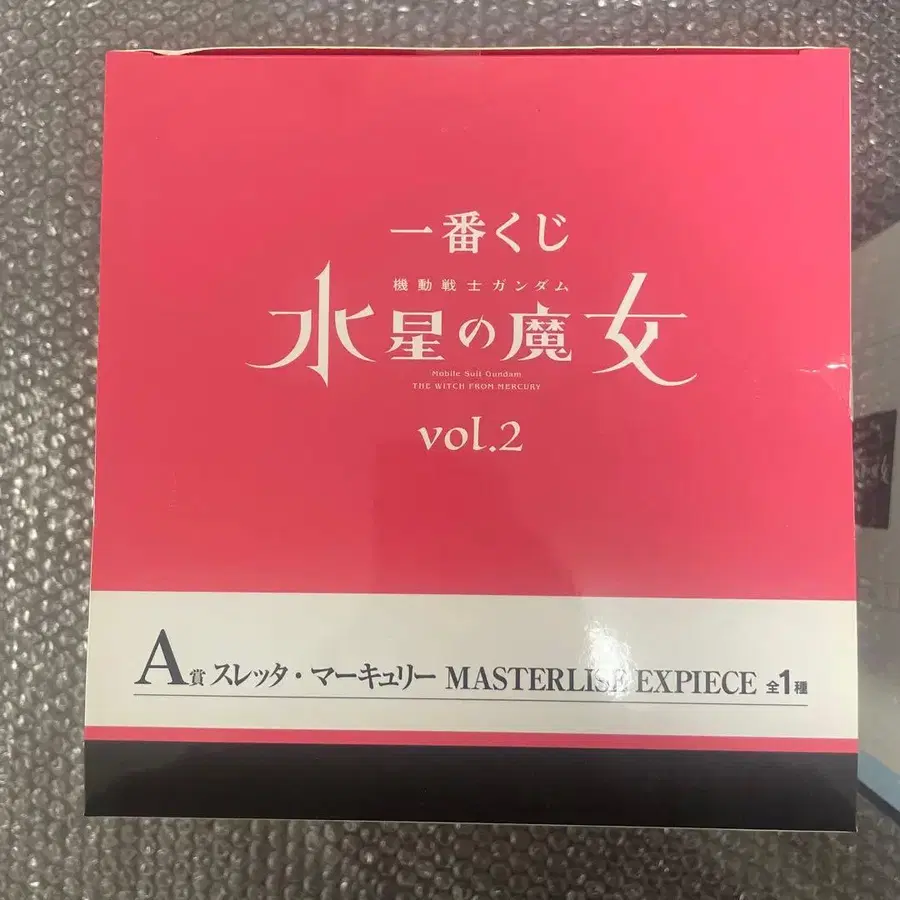 一番くじ
機動戦士ガンダム
水星の魔女
Mobile Suit Gundam
THE WITCH FROM MERCURY
vol.2
A賞 スレッタ・マーキュリー MASTERLISE EXPIECE 全1種